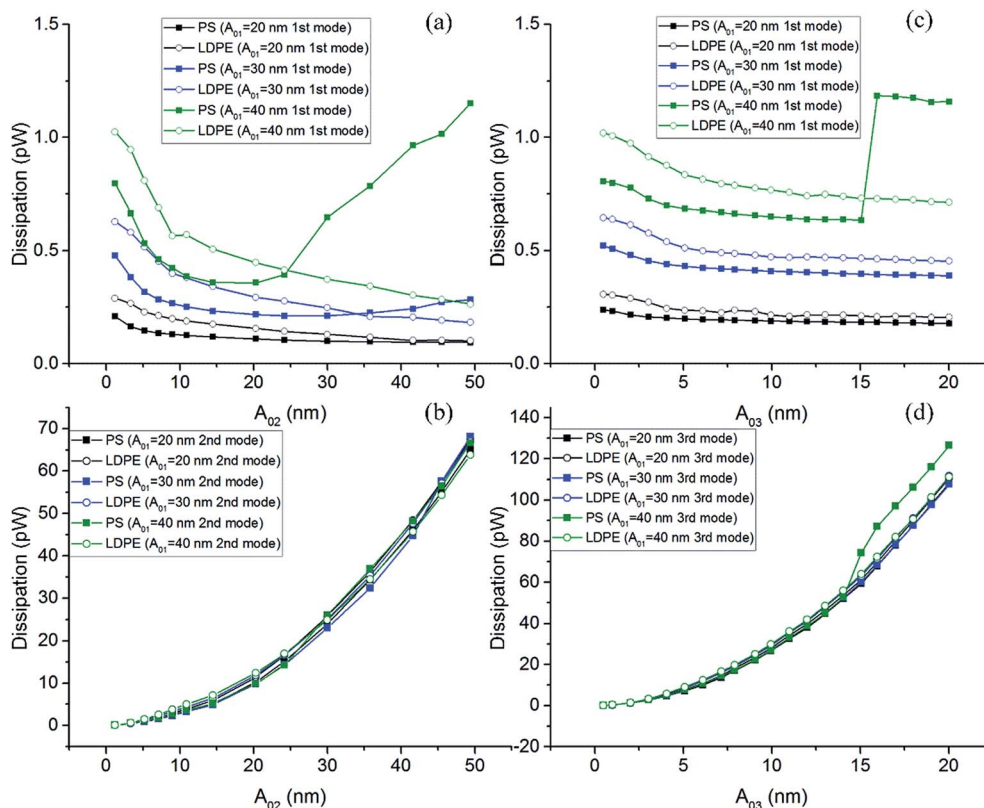 (a)
PS (A01=20 nm 1st mode)
LDPE (A01=20 nm 1st mode)
PS (A01=30 nm 1st mode)
LDPE (A01=30 nm 1st mode)
PS (A01=40 nm 1st mode)
LDPE (A01=40 nm 1st mode)
Dissipation (pW)
1.5
1.0
0.5
0.0
0 10 20 30 40 50
A02 (nm)
(c)
PS (A01=20 nm 1st mode)
LDPE (A01=20 nm 1st mode)
PS (A01=30 nm 1st mode)
LDPE (A01=30 nm 1st mode)
PS (A01=40 nm 1st mode)
LDPE (A01=40 nm 1st mode)
Dissipation (pW)
1.5
1.0
0.5
0.0
0 5 10 15 20
A03 (nm)
(b)
PS (A01=20 nm 2nd mode)
LDPE (A01=20 nm 2nd mode)
PS (A01=30 nm 2nd mode)
LDPE (A01=30 nm 2nd mode)
PS (A01=40 nm 2nd mode)
LDPE (A01=40 nm 2nd mode)
Dissipation (pW)
70
60
50
40
30
20
10
0
0 5 10 15 20 25 30 35 40 45 50
A02 (nm)
(d)
PS (A01=20 nm 3rd mode)
LDPE (A01=20 nm 3rd mode)
PS (A01=30 nm 3rd mode)
LDPE (A01=30 nm 3rd mode)
PS (A01=40 nm 3rd mode)
LDPE (A01=40 nm 3rd mode)
Dissipation (pW)
140
120
100
80
60
40
20
0
-20
0 5 10 15 20
A03 (nm)